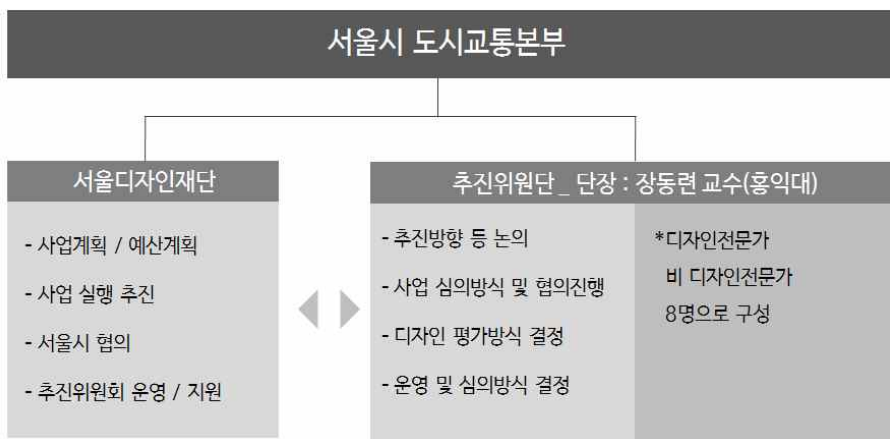 서울시 도시교통본부
서울디자인재단
- 사업계획 / 예산계획
- 사업 실행 추진
- 서울시 협의
- 추진위원회 운영 / 지원
추진위원단 _ 단장 : 장동련 교수(홍익대)
- 추진방향 등 논의
- 사업 심의방식 및 협의진행
- 디자인 평가방식 결정
- 운영 및 심의방식 결정
*디자인전문가
비 디자인전문가
8명으로 구성